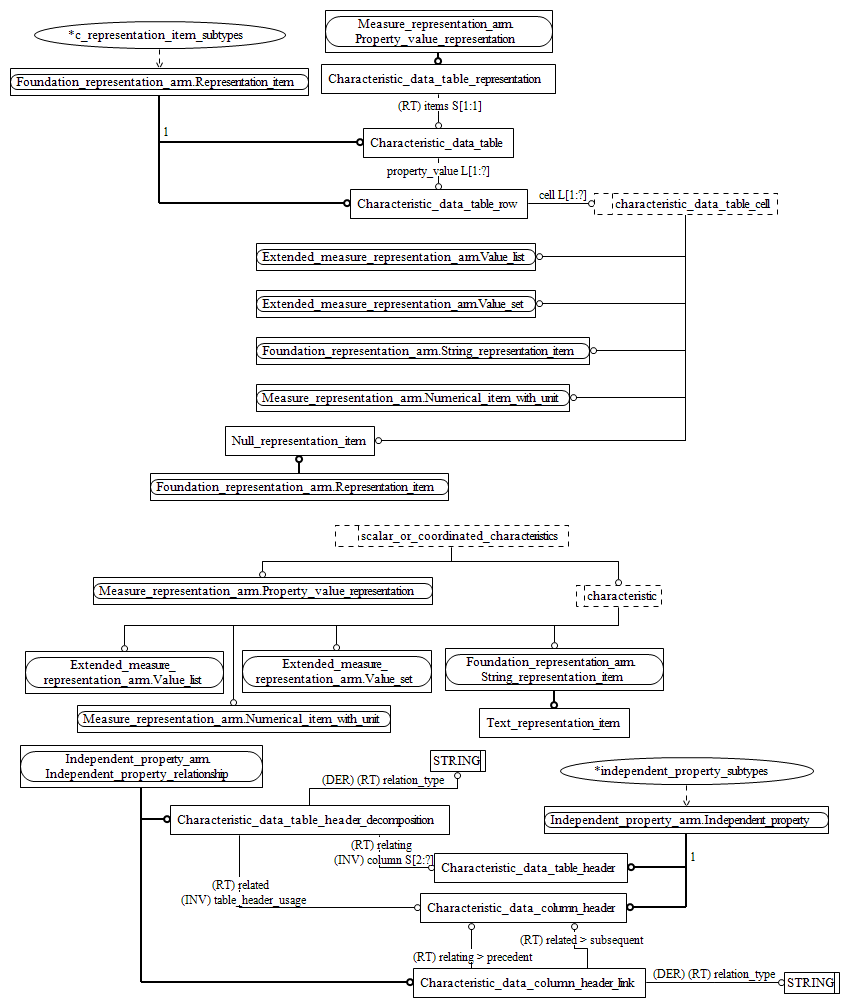 *c_representation_item_subtypes
Measure_representation_arm.
Property_value_representation
Foundation_representation_arm.Representation_item
Characteristic_data_table_representation
(RT) items S[1:1]
1
Characteristic_data_table
property_value L[1:?]
Characteristic_data_table_row
cell L[1:?]
characteristic_data_table_cell
Extended_measure_representation_arm.Value_list
Extended_measure_representation_arm.Value_set
Foundation_representation_arm.String_representation_item
Measure_representation_arm.Numerical_item_with_unit
Null_representation_item
Foundation_representation_arm.Representation_item
scalar_or_coordinated_characteristics
Measure_representation_arm.Property_value_representation
characteristic
Extended_measure_
representation_arm.Value_list
Extended_measure_
representation_arm.Value_set
Foundation_representation_arm.
String_representation_item
Measure_representation_arm.Numerical_item_with_unit
Text_representation_item
Independent_property_arm.
Independent_property_relationship
STRING
(DER) (RT) relation_type
*independent_property_subtypes
Characteristic_data_table_header_decomposition
Independent_property_arm.Independent_property
(RT) relating
(INV) column S[2:?]
1
Characteristic_data_table_header
(RT) related
(INV) table_header_usage
Characteristic_data_column_header
(RT) related > subsequent
(RT) relating > precedent
Characteristic_data_column_header_link
(DER) (RT) relation_type
STRING